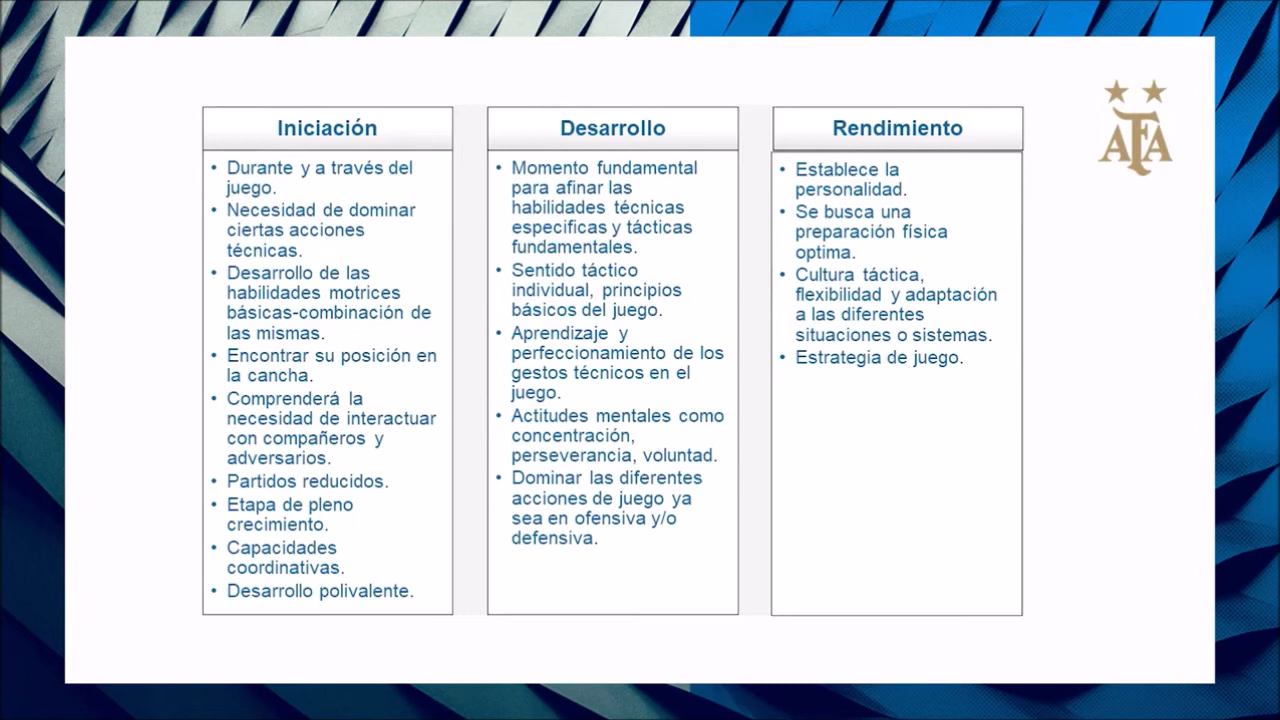 Iniciación
• Durante y a través del
juego.
• Necesidad de dominar
ciertas acciones
técnicas.
• Desarrollo de las
habilidades motrices
básicas-combinación de
las mismas.
• Encontrar su posición en
la cancha.
• Comprenderá la
necesidad de interactuar
con compañeros y
adversarios.
• Partidos reducidos.
• Etapa de pleno
crecimiento.
• Capacidades
coordinativas.
• Desarrollo polivalente.
Desarrollo
• Momento fundamental
para afinar las
habilidades técnicas
especificas y tácticas
fundamentales.
• Sentido táctico
individual, principios
básicos del juego.
• Aprendizaje y
perfeccionamiento de los
gestos técnicos en el
juego.
• Actitudes mentales como
concentración,
perseverancia, voluntad.
• Dominar las diferentes
acciones de juego ya
sea en ofensiva y/o
defensiva.
Rendimiento
• Establece la
personalidad.
• Se busca una
preparación física
optima.
• Cultura táctica,
flexibilidad y adaptación
a las diferentes
situaciones o sistemas.
• Estrategia de juego.
AFA